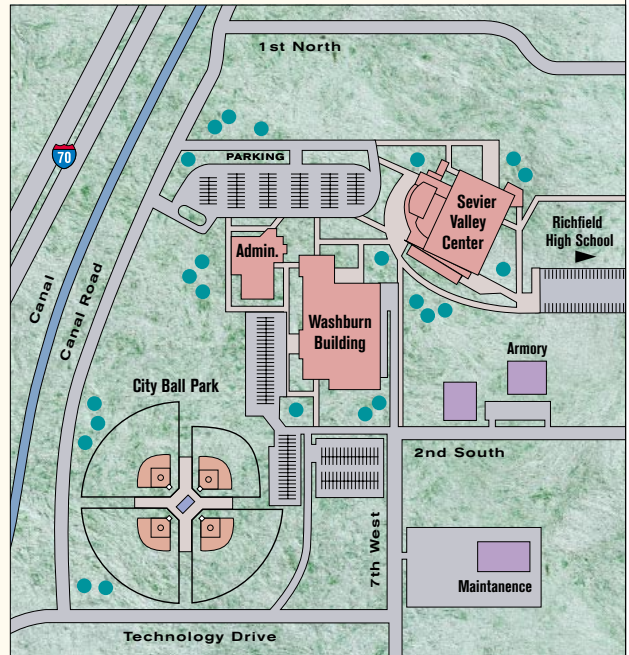 1st North
70
PARKING
Sevier
Valley
Center
Richfield
High School
Admin.
Canal
Canal Road
Washburn
Building
Armory
City Ball Park
2nd South
7th West
Maintanence
Technology Drive